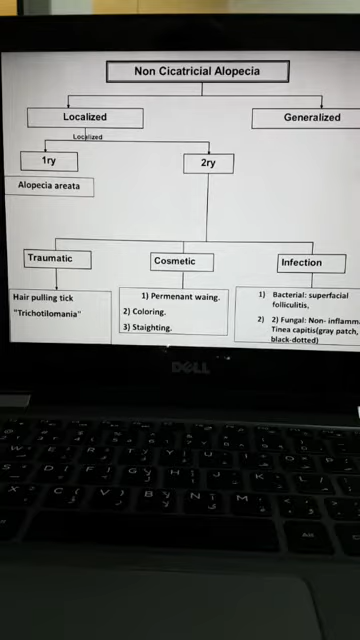 Non Cicatricial Alopecia
Localized
Generalized
Localized
1ry
2ry
Alopecia areata
Traumatic
Cosmetic
Infection
Hair pulling tick
"Trichotilomania"
1) Permenant waing.
2) Coloring.
3) Staighting.
1) Bacterial: superfacial
folliculitis,
2) 2) Fungal: Non- inflamm
Tinea capitis(gray patch,
black-dotted)
DELL
W E R T Y U I O P
S D F G H J K L
X C V B N M
Alt